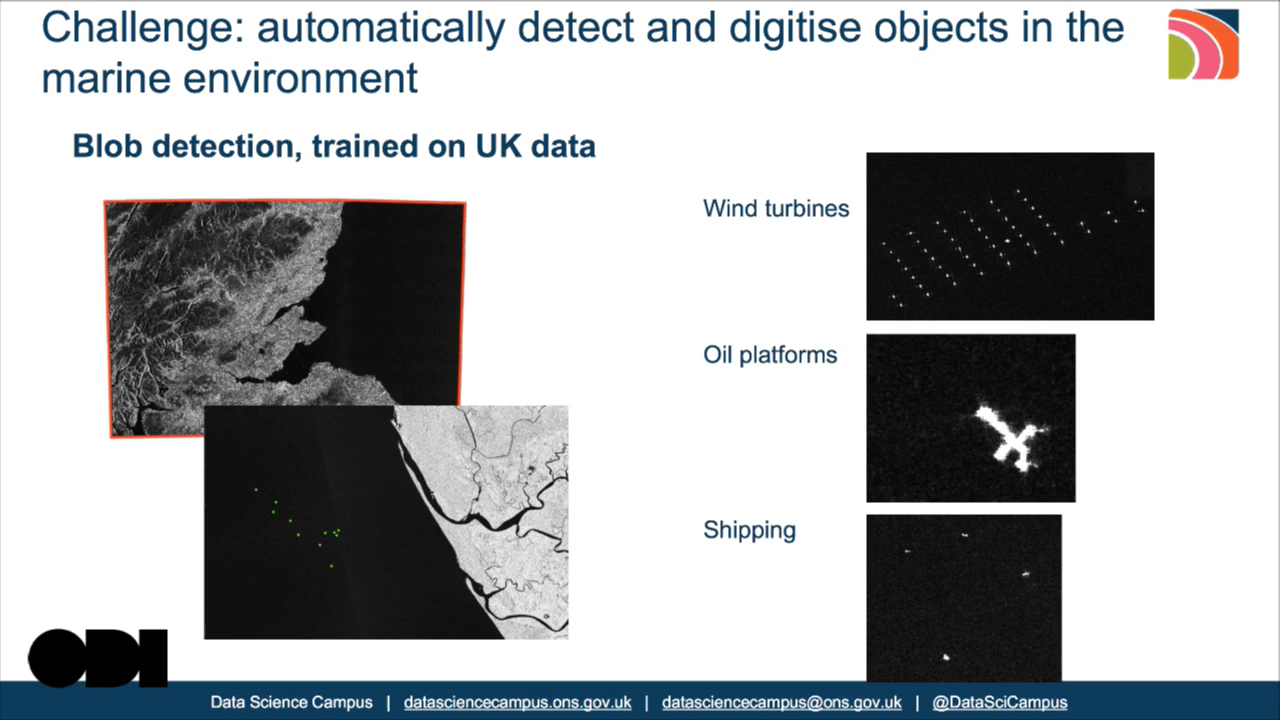 Challenge: automatically detect and digitise objects in the
marine environment
Blob detection, trained on UK data
Wind turbines
Oil platforms
Shipping
ODI
Data Science Campus | datasciencecampus.ons.gov.uk | datasciencecampus@ons.gov.uk | @DataSciCampus